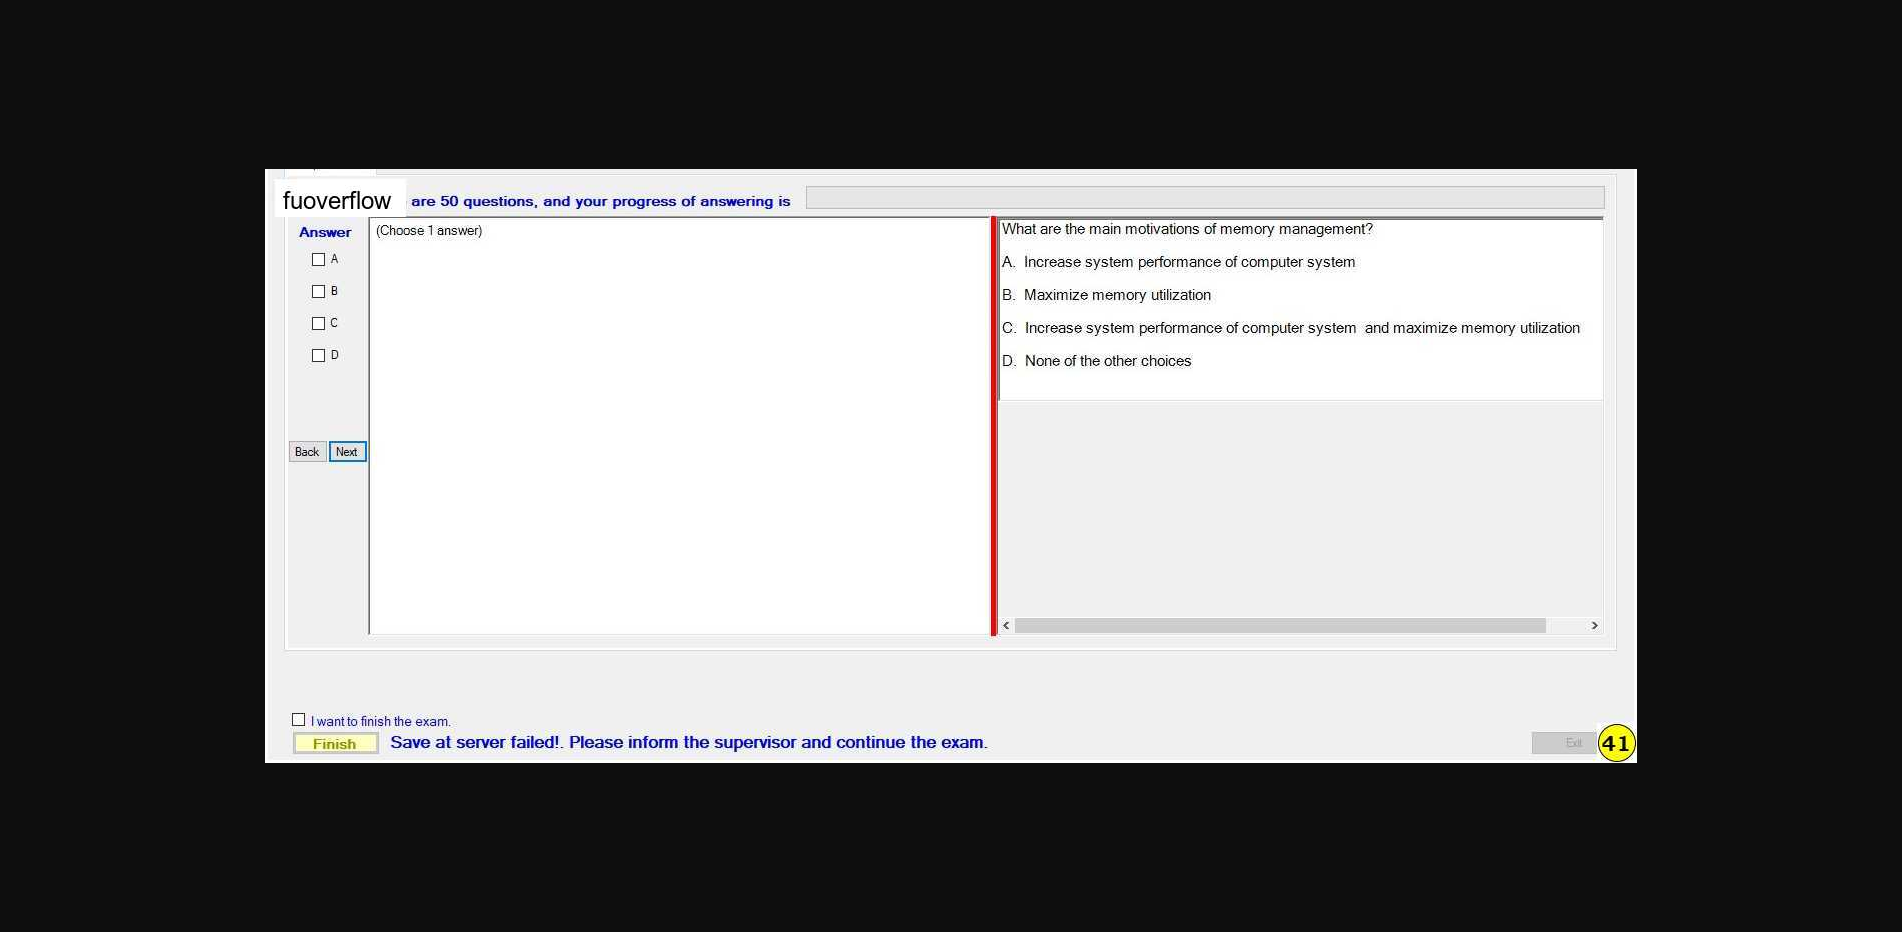 fuoverflow are 50 questions, and your progress of answering is
Answer
A
B
C
D
Back Next
(Choose 1 answer)
What are the main motivations of memory management?
A. Increase system performance of computer system
B. Maximize memory utilization
C. Increase system performance of computer system and maximize memory utilization
D. None of the other choices
I want to finish the exam.
Finish Save at server failed!. Please inform the supervisor and continue the exam.
Exit 41